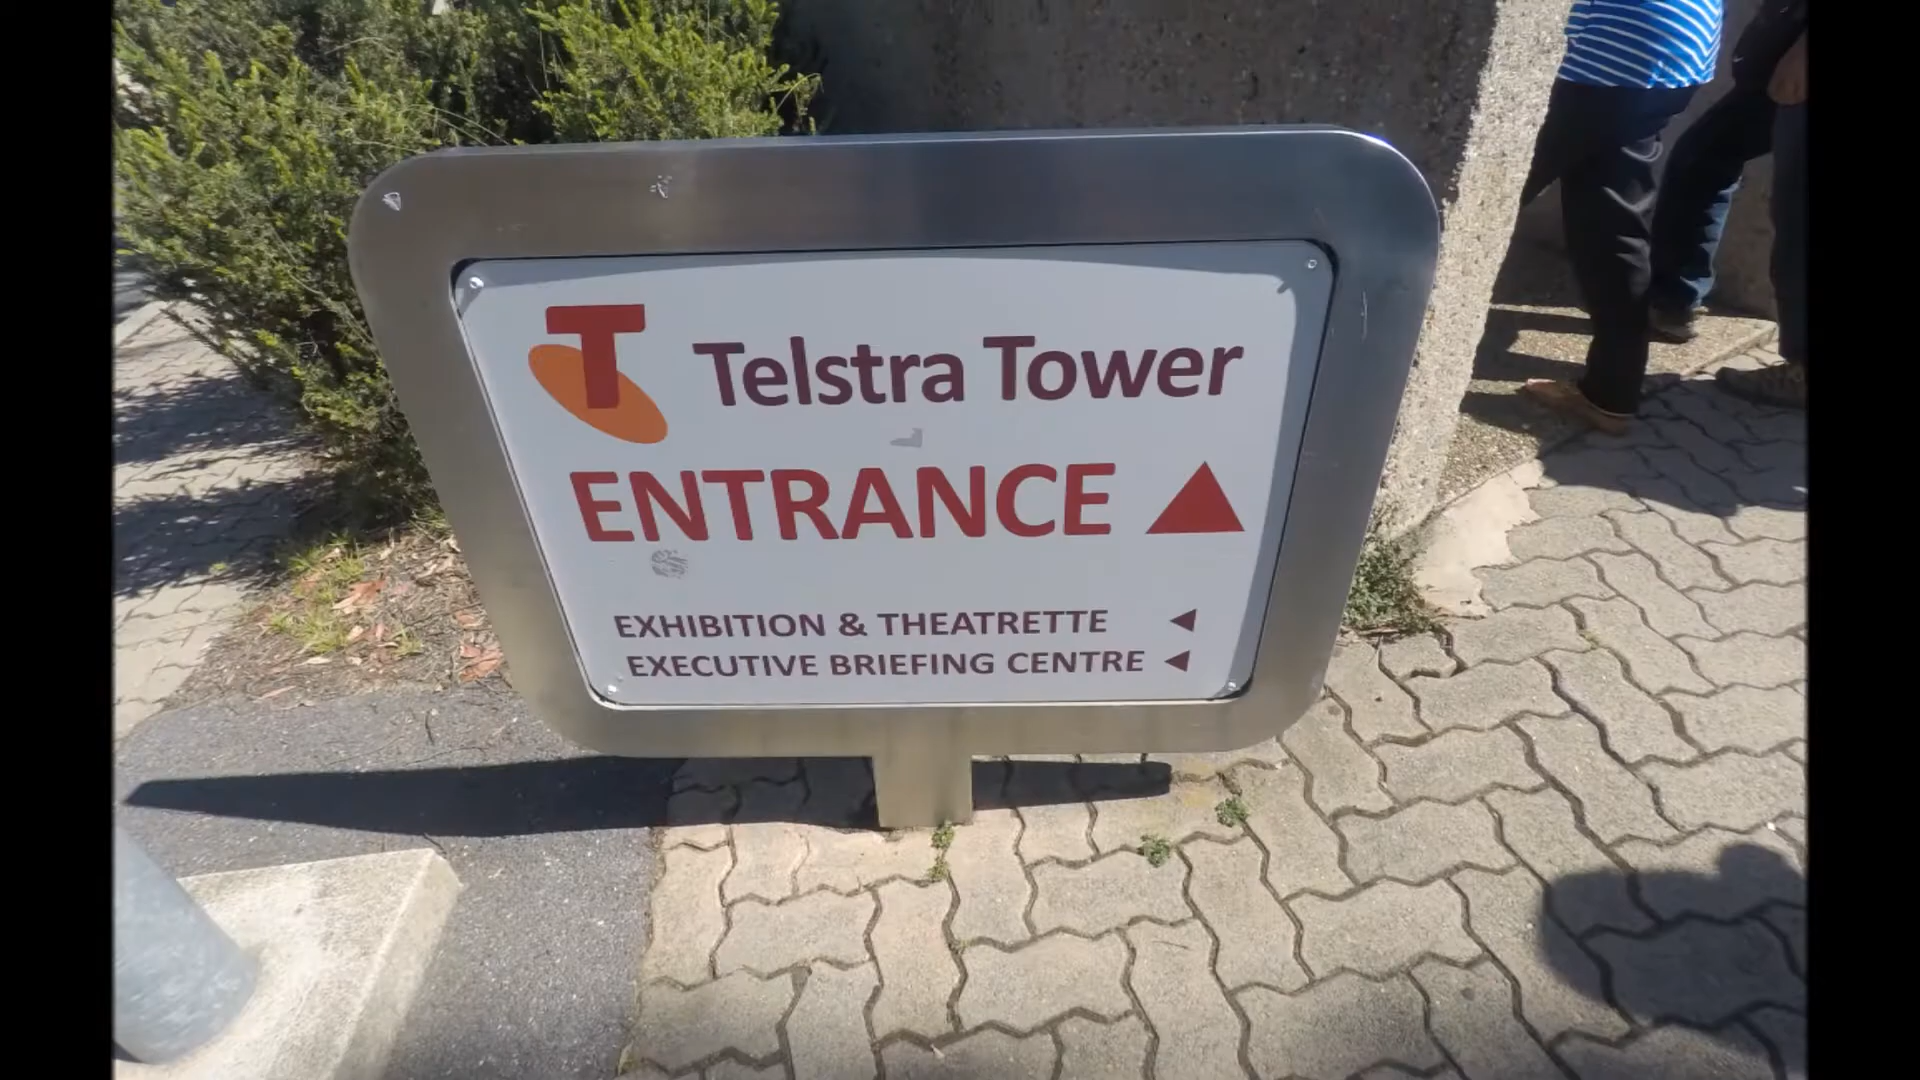 T Telstra Tower
ENTRANCE ▲
EXHIBITION & THEATRETTE ◀
EXECUTIVE BRIEFING CENTRE ◀